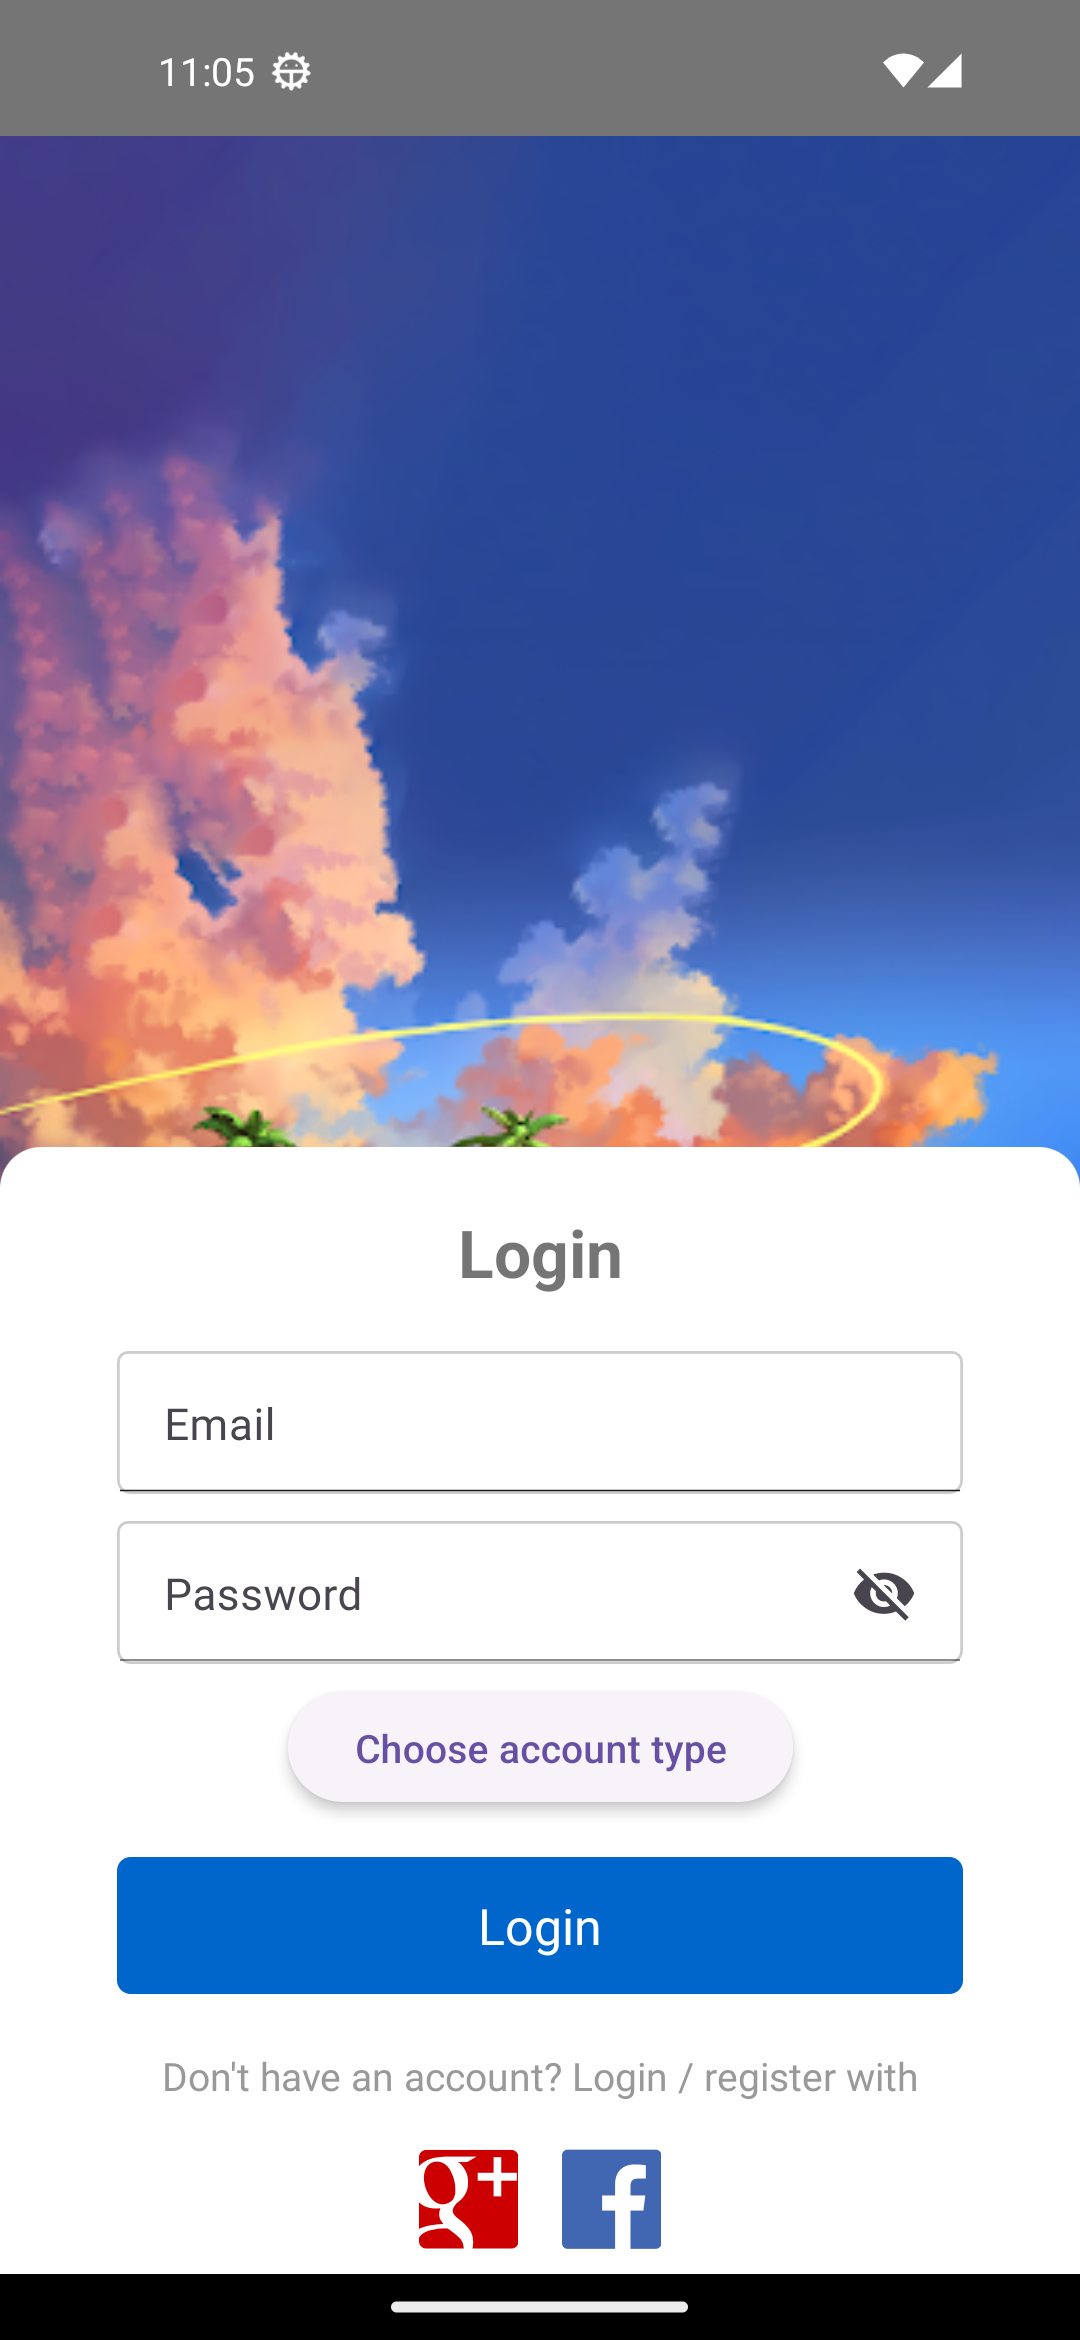 11:05
Login
Email
Password
Choose account type
Login
Don't have an account? Login / register with
g+ f